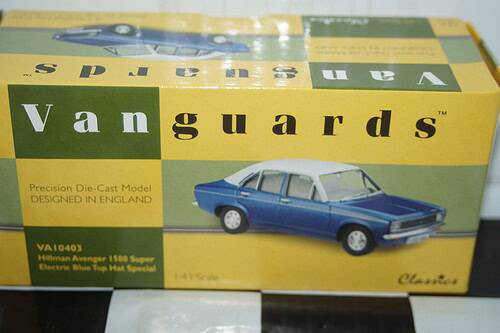 Vanguards
Vanguards™
Precision Die-Cast Model
DESIGNED IN ENGLAND
VA10403
Hillman Avenger 1500 Super
Electric Blue Top Hat Special
1:43 Scale
Classics